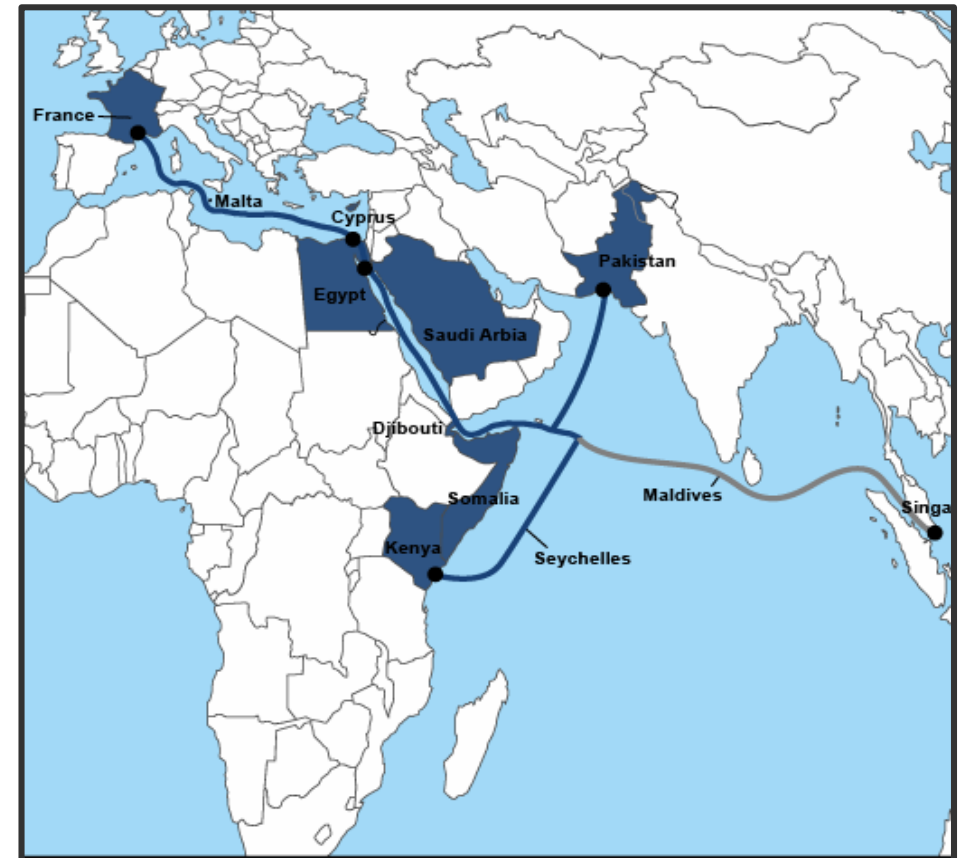 France
Malta
Cyprus
Pakistan
Egypt
Saudi Arbia
Djibouti
Somalia
Maldives
Singa
Kenya
Seychelles